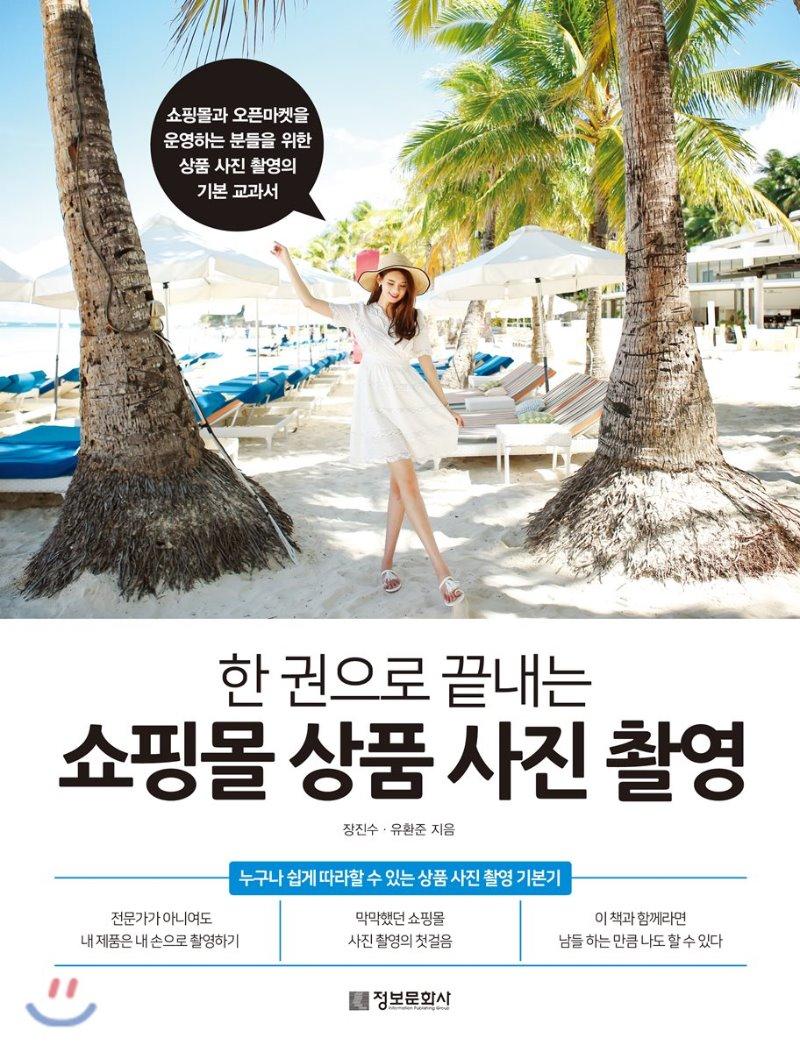 쇼핑몰과 오픈마켓을
운영하는 분들을 위한
상품 사진 촬영의
기본 교과서
한 권으로 끝내는
쇼핑몰 상품 사진 촬영
장진수 · 유환준 지음
누구나 쉽게 따라할 수 있는 상품 사진 촬영 기본기
전문가가 아니여도
내 제품은 내 손으로 촬영하기
막막했던 쇼핑몰
사진 촬영의 첫걸음
이 책과 함께라면
남들 하는 만큼 나도 할 수 있다
정보문화사
Information Publishing Group